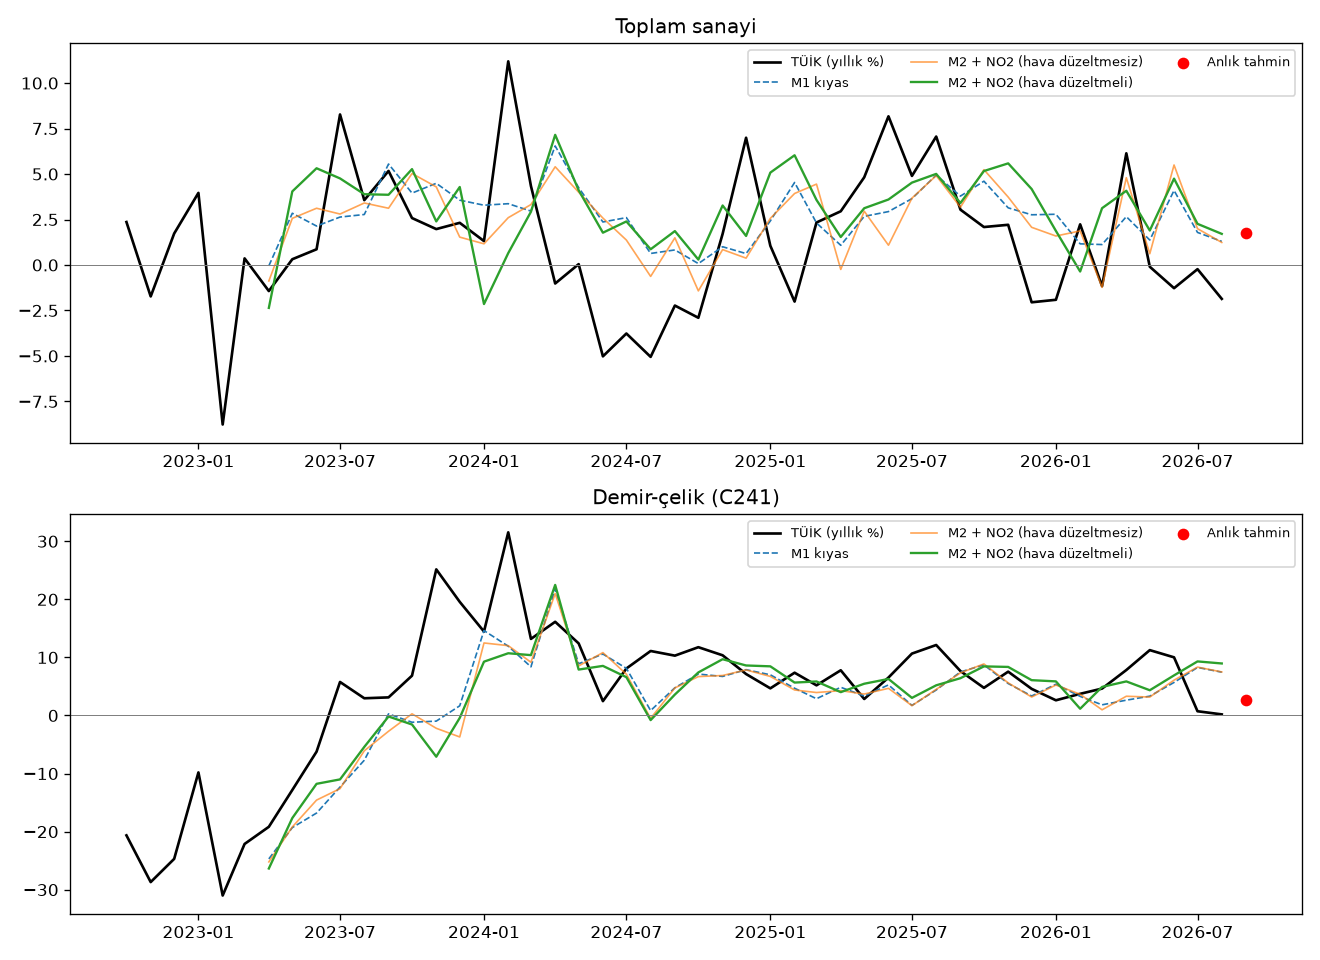 Toplam sanayi
TÜİK (yıllık %)
M1 kıyas
M2 + NO2 (hava düzeltmesiz)
M2 + NO2 (hava düzeltmeli)
Anlık tahmin
10.0
7.5
5.0
2.5
0.0
−2.5
−5.0
−7.5
2023-01 2023-07 2024-01 2024-07 2025-01 2025-07 2026-01 2026-07
Demir-çelik (C241)
TÜİK (yıllık %)
M1 kıyas
M2 + NO2 (hava düzeltmesiz)
M2 + NO2 (hava düzeltmeli)
Anlık tahmin
30
20
10
0
−10
−20
−30
2023-01 2023-07 2024-01 2024-07 2025-01 2025-07 2026-01 2026-07